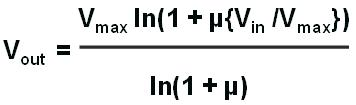 V_out = V_max ln(1 + μ{V_in /V_max})
ln(1 + μ)